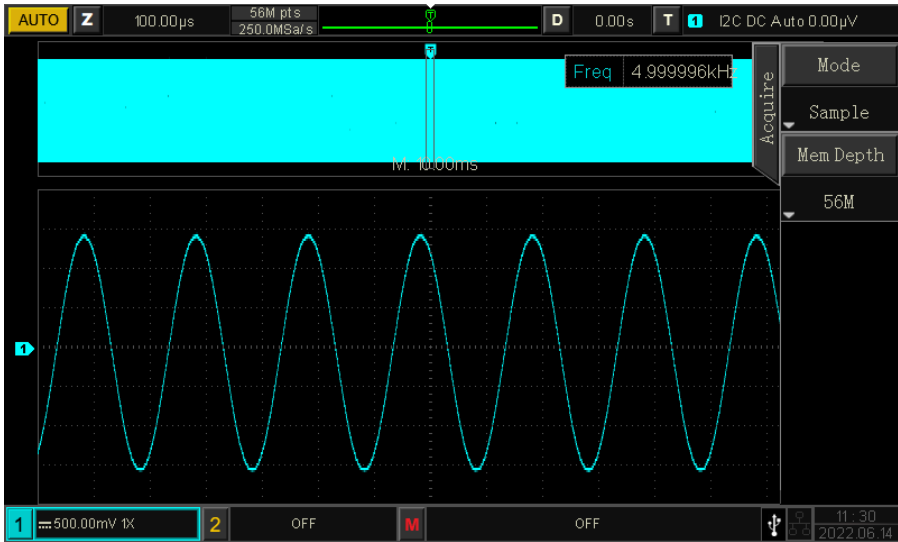 AUTO Z 100.00μs 56M pts D 0.00s T 1 I2C DC Auto 0.00μV
250.0MSa/s
T
T
Freq 4.999996kHz
Acquire
Mode
Sample
Mem Depth
56M
M: 10.00ms
1
1 500.00mV 1X 2 OFF M OFF 11:30
2022.06.14